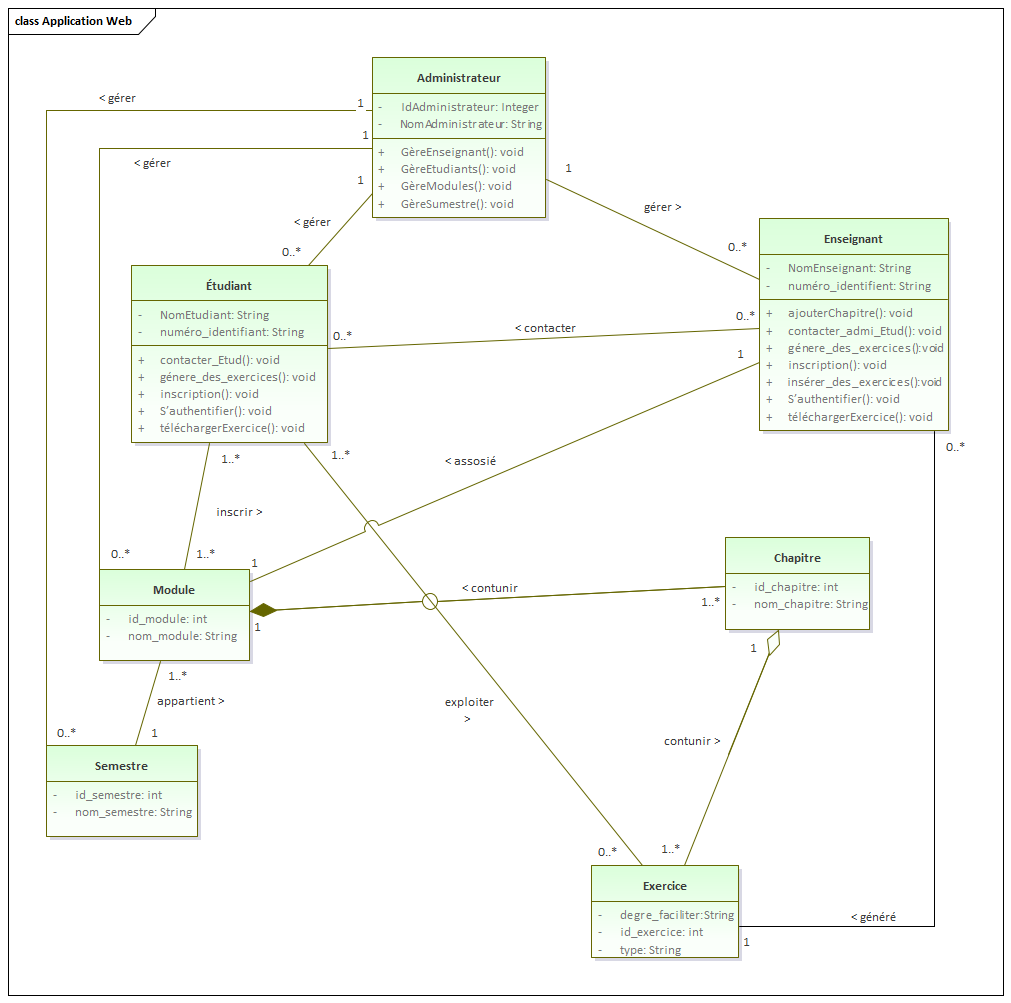 class Application Web
Administrateur
- IdAdministrateur: Integer
- NomAdministrateur: String
+ GèreEnseignant(): void
+ GèreEtudiants(): void
+ GèreModules(): void
+ GèreSumestre(): void
< gérer
1
1
< gérer
1
< gérer
0..*
1
gérer >
0..*
Enseignant
- NomEnseignant: String
- numéro_identifient: String
+ ajouterChapitre(): void
+ contacter_admi_Etud(): void
+ génere_des_exercices():void
+ inscription(): void
+ insérer_des_exercices():void
+ S'authentifier(): void
+ téléchargerExercice(): void
Étudiant
- NomEtudiant: String
- numéro_identifiant: String
+ contacter_Etud(): void
+ génere_des_exercices(): void
+ inscription(): void
+ S'authentifier(): void
+ téléchargerExercice(): void
0..*
< contacter
0..*
1
< assosié
1
1..*
inscrir >
1..*
0..*
1..*
0..*
Module
- id_module: int
- nom_module: String
1
< contunir
1..*
Chapitre
- id_chapitre: int
- nom_chapitre: String
1
contunir >
1..*
exploiter
>
0..*
1..*
appartient >
1
0..*
Semestre
- id_semestre: int
- nom_semestre: String
Exercice
- degre_faciliter:String
- id_exercice: int
- type: String
< généré
1